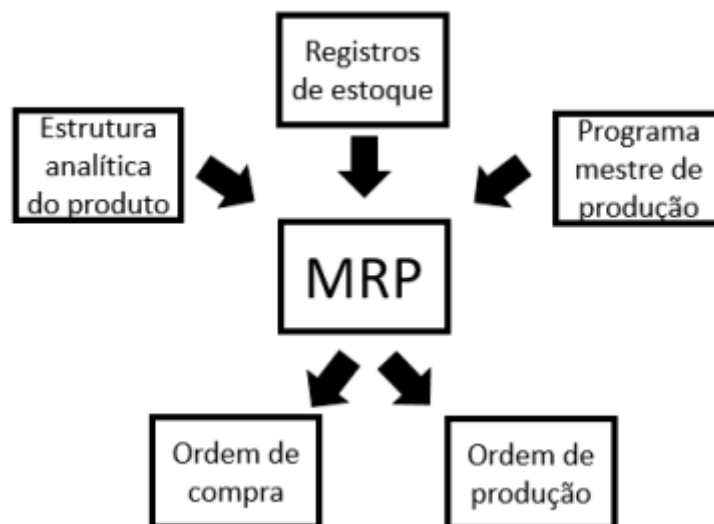 Registros
de estoque
Estrutura
analítica
do produto
Programa
mestre de
produção
MRP
Ordem de
compra
Ordem de
produção